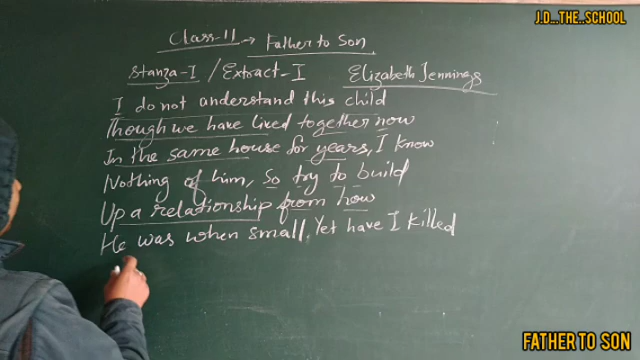 J.D...THE..SCHOOL
Class-11 → Father to Son
Stanza-I / Extract-I Elizabeth Jennings
I do not understand this child
Though we have lived together now
In the same house for years, I know
Nothing of him, So try to build
Up a relationship from how
He was when small. Yet have I killed
FATHER TO SON